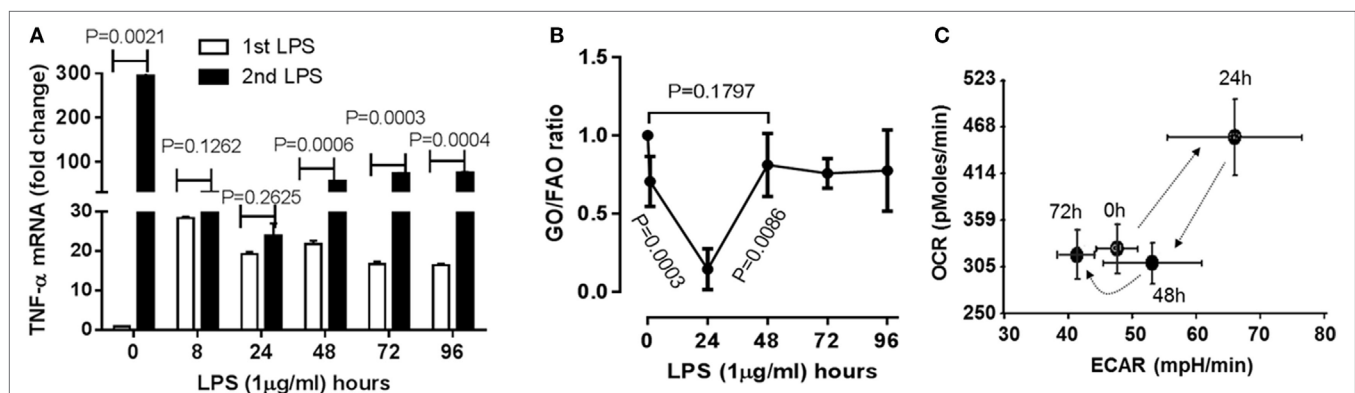 A
P=0.0021
1st LPS
2nd LPS
300
200
100
30
20
10
0
P=0.1262
P=0.2625
P=0.0006
P=0.0003
P=0.0004
TNF-α mRNA (fold change)
0 8 24 48 72 96
LPS (1μg/ml) hours
B
1.5
1.0
0.5
0.0
P=0.1797
P=0.0003
P=0.0086
GO/FAO ratio
0 24 48 72 96
LPS (1μg/ml) hours
C
523
468
414
359
305
250
24h
72h
0h
48h
OCR (pMoles/min)
30 40 50 60 70 80
ECAR (mpH/min)